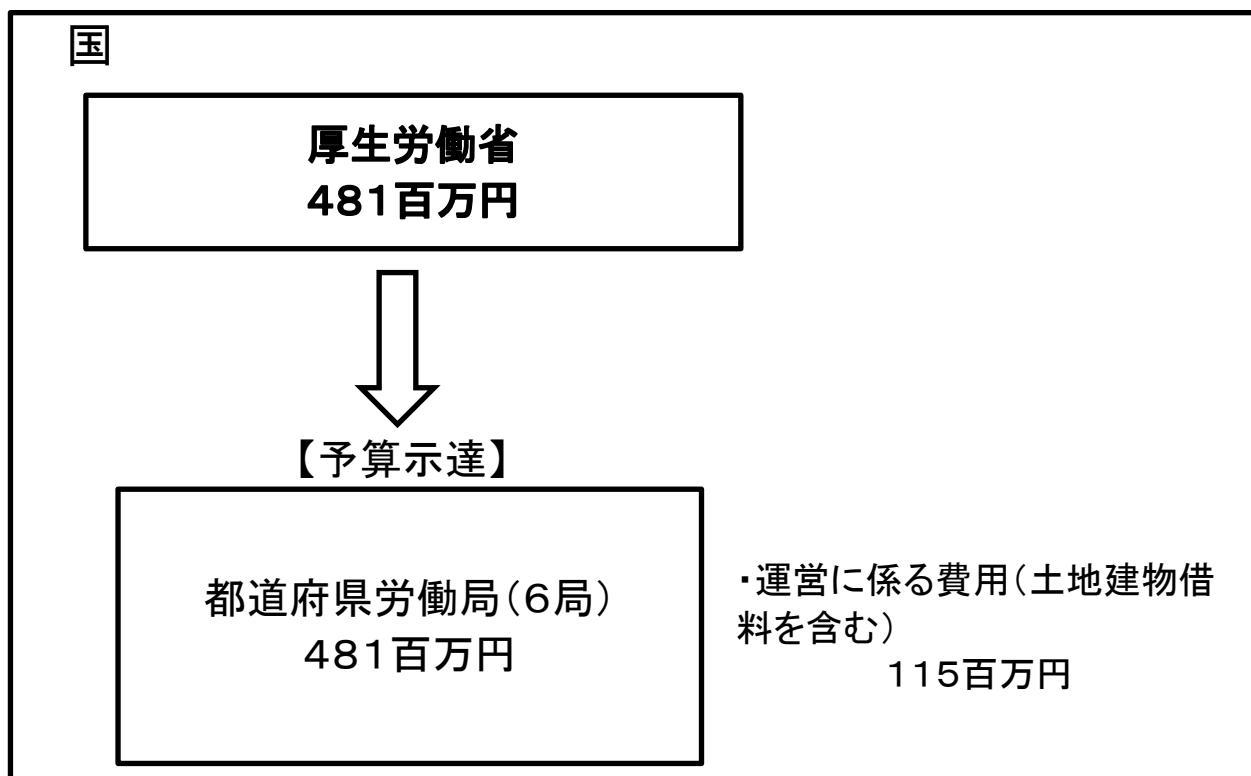 国
厚生労働省
４８１百万円
【予算示達】
都道府県労働局（６局）
４８１百万円
・運営に係る費用（土地建物借
料を含む）
１１５百万円